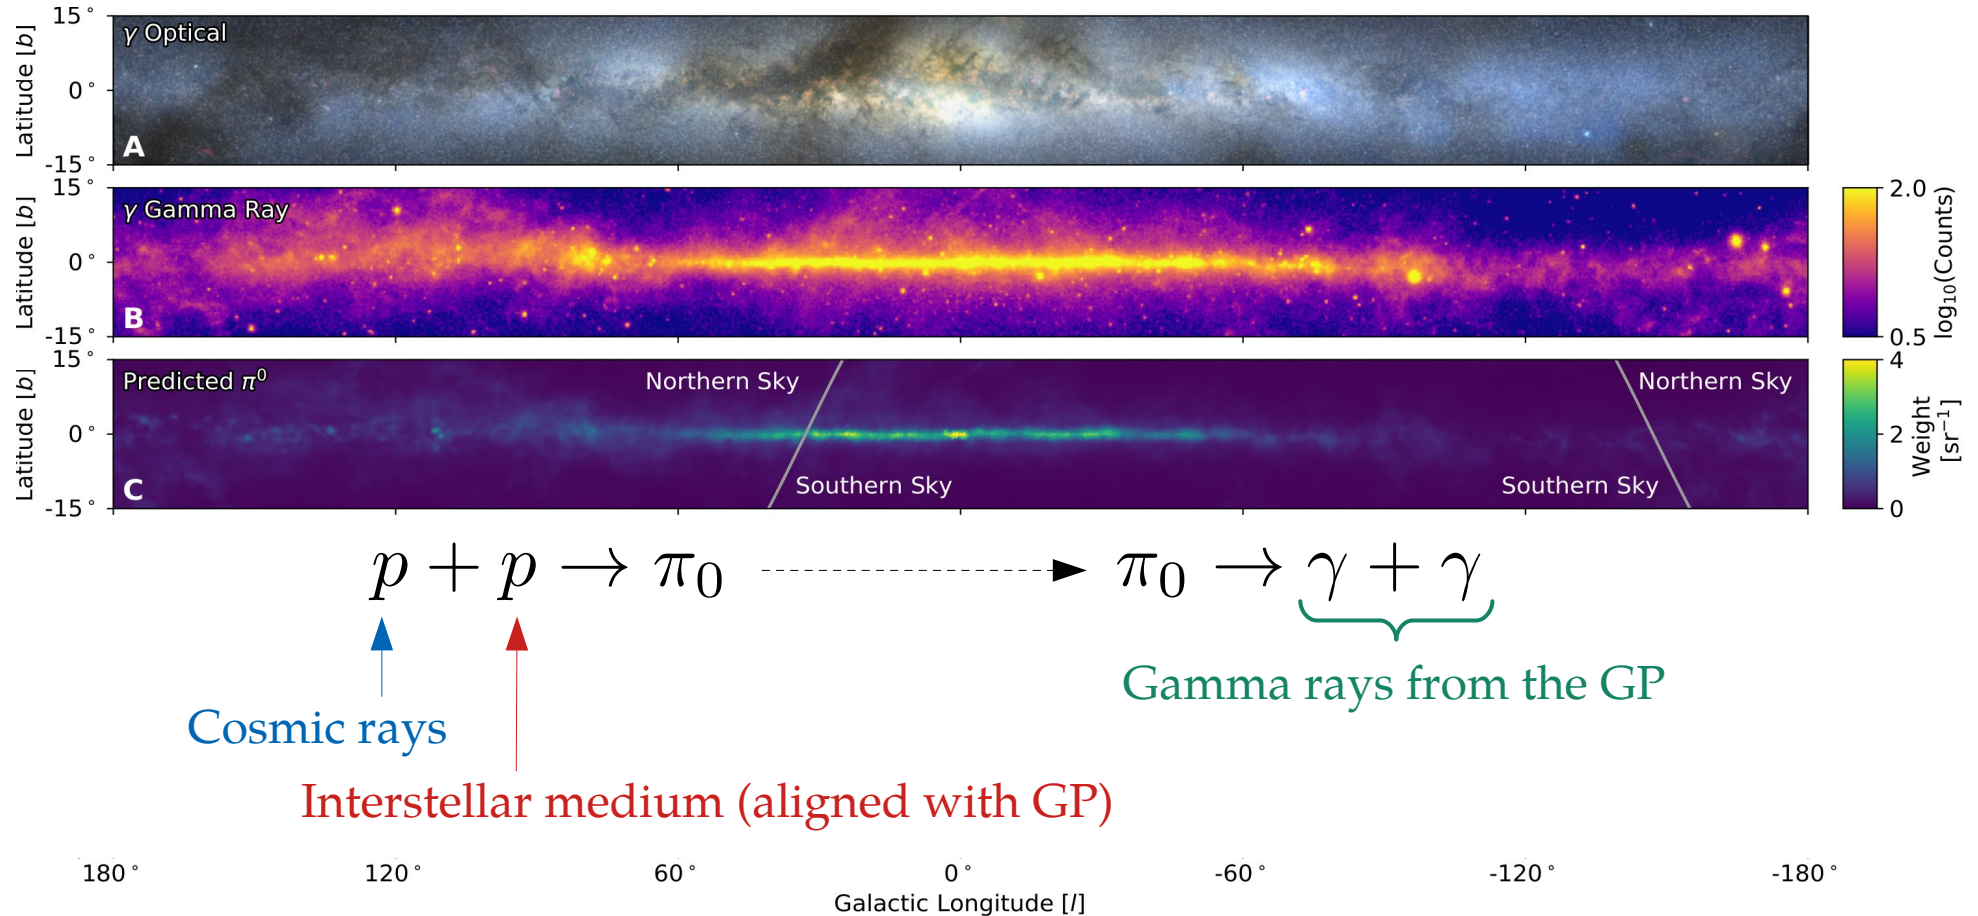 15°
γ Optical
Latitude [b]
0°
A
-15°
15°
γ Gamma Ray
Latitude [b]
0°
B
-15°
2.0
log₁₀(Counts)
0.5
15°
Predicted π⁰
Northern Sky
Northern Sky
Latitude [b]
0°
Southern Sky
Southern Sky
C
-15°
4
2
0
Weight
[sr⁻¹]
p + p → π₀
π₀ → γ + γ
Gamma rays from the GP
Cosmic rays
Interstellar medium (aligned with GP)
180° 120° 60° 0° -60° -120° -180°
Galactic Longitude [l]